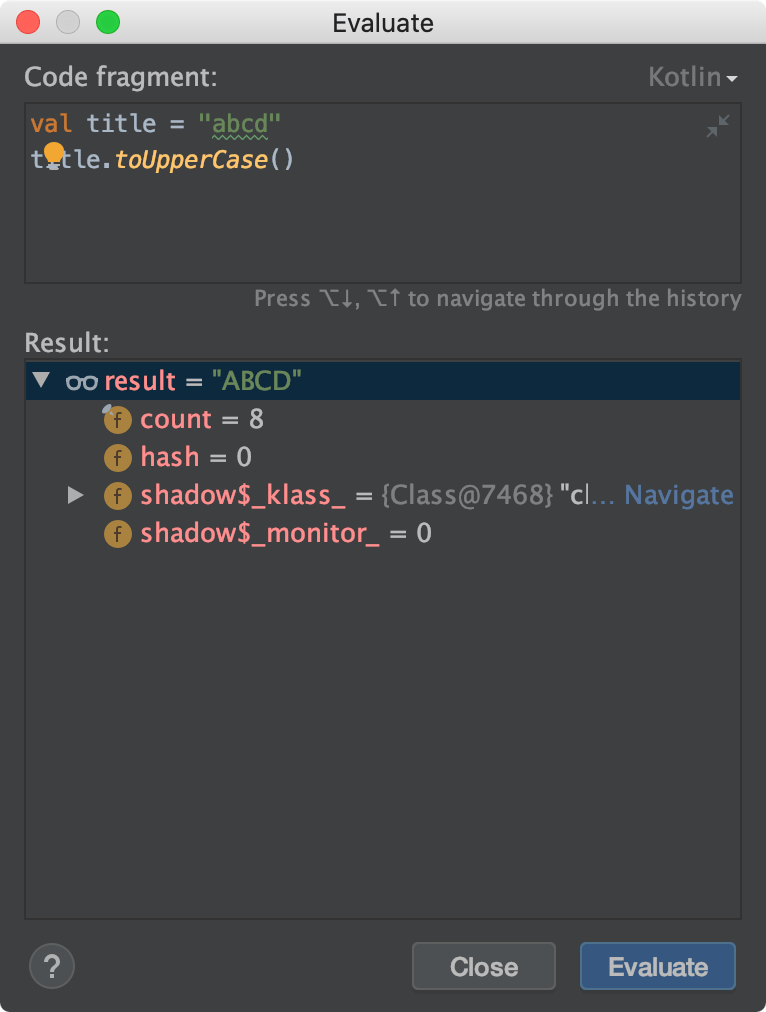 Evaluate
Code fragment:
Kotlin
val title = "abcd"
title.toUpperCase()
Press ⌥↓, ⌥↑ to navigate through the history
Result:
result = "ABCD"
f count = 8
f hash = 0
f shadow$_klass_ = {Class@7468} "cl... Navigate
f shadow$_monitor_ = 0
?
Close
Evaluate